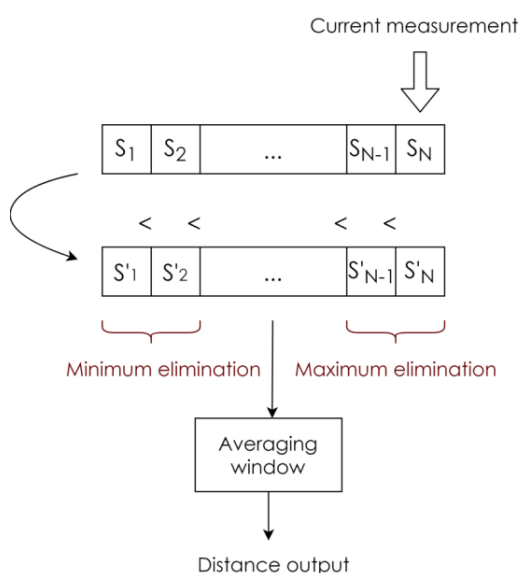 Current measurement
S1 S2 ... SN-1 SN
< < < <
S'1 S'2 ... S'N-1 S'N
Minimum elimination Maximum elimination
Averaging
window
Distance output